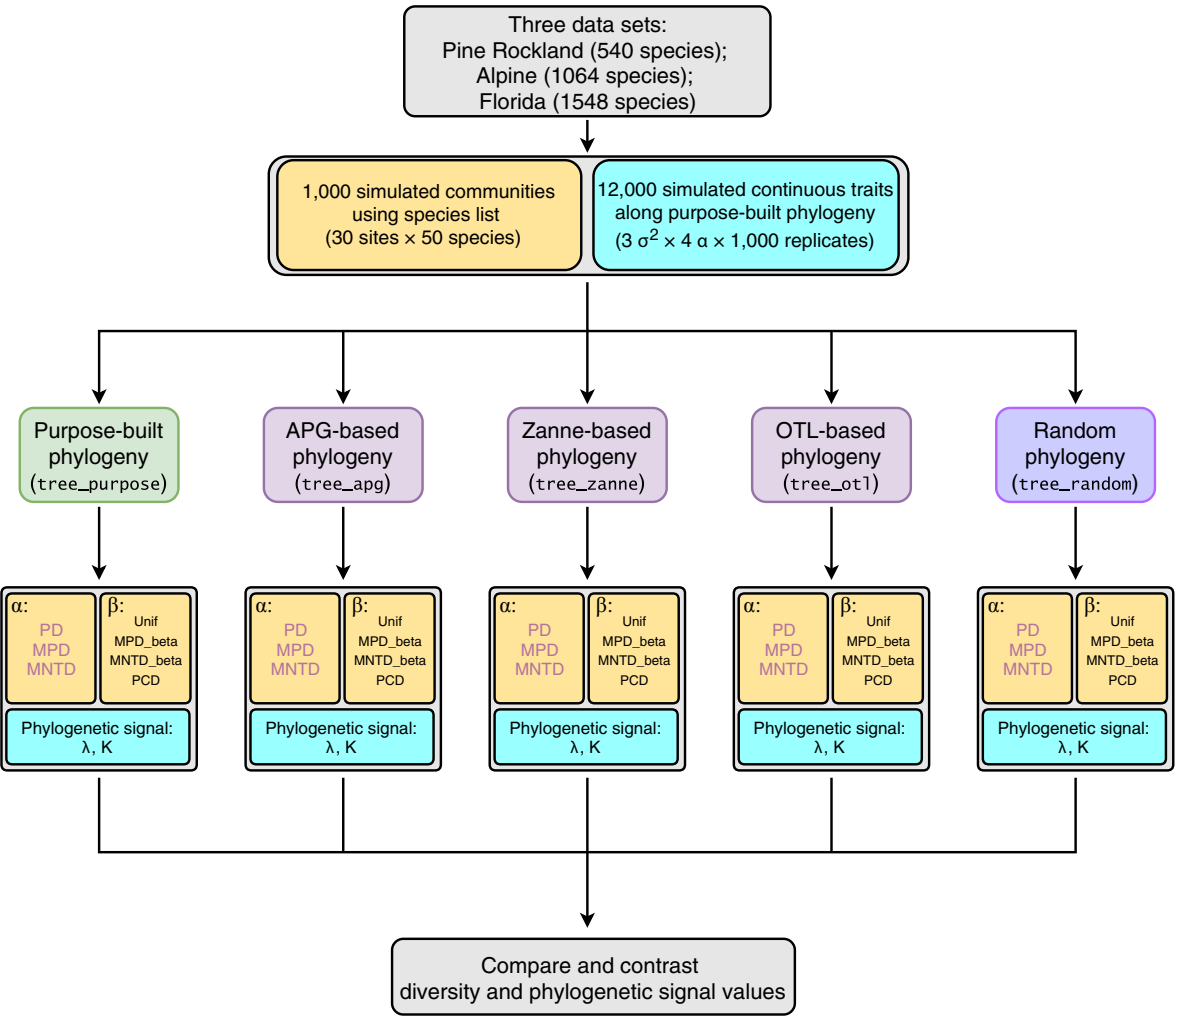 Three data sets:
Pine Rockland (540 species);
Alpine (1064 species);
Florida (1548 species)
1,000 simulated communities
using species list
(30 sites × 50 species)
12,000 simulated continuous traits
along purpose-built phylogeny
(3 σ² × 4 α × 1,000 replicates)
Purpose-built
phylogeny
(tree_purpose)
APG-based
phylogeny
(tree_apg)
Zanne-based
phylogeny
(tree_zanne)
OTL-based
phylogeny
(tree_otl)
Random
phylogeny
(tree_random)
α:
PD
MPD
MNTD
β:
Unif
MPD_beta
MNTD_beta
PCD
Phylogenetic signal:
λ, K
α:
PD
MPD
MNTD
β:
Unif
MPD_beta
MNTD_beta
PCD
Phylogenetic signal:
λ, K
α:
PD
MPD
MNTD
β:
Unif
MPD_beta
MNTD_beta
PCD
Phylogenetic signal:
λ, K
α:
PD
MPD
MNTD
β:
Unif
MPD_beta
MNTD_beta
PCD
Phylogenetic signal:
λ, K
α:
PD
MPD
MNTD
β:
Unif
MPD_beta
MNTD_beta
PCD
Phylogenetic signal:
λ, K
Compare and contrast
diversity and phylogenetic signal values